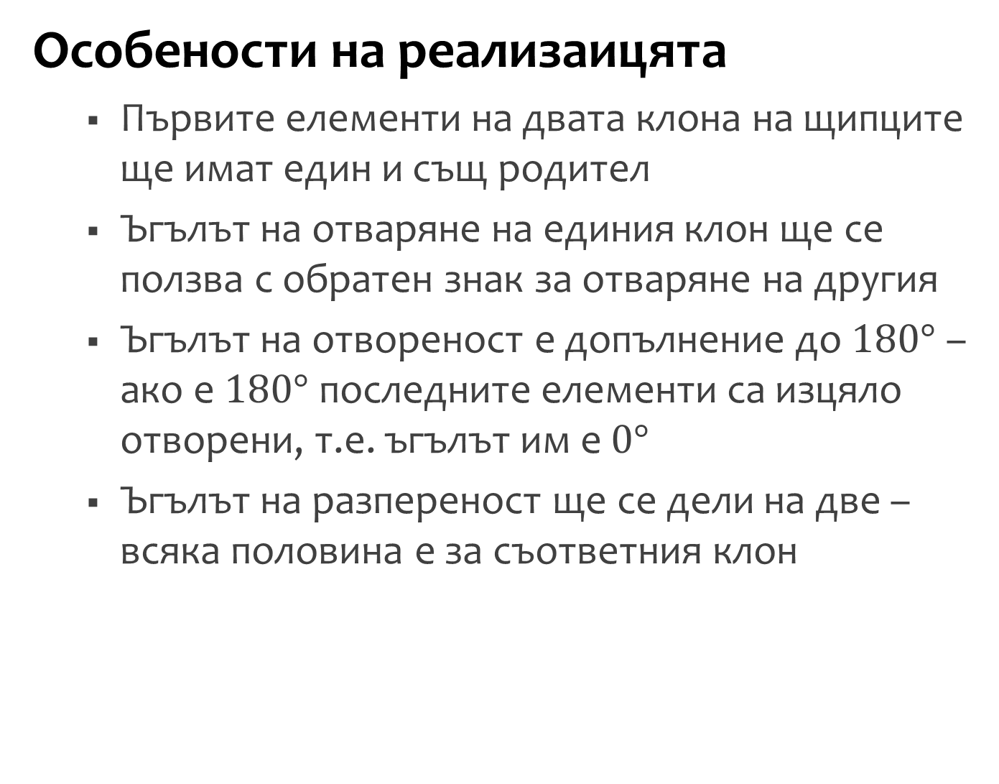 Особености на реализаицята
▪ Първите елементи на двата клона на щипците
ще имат един и същ родител
▪ Ъгълът на отваряне на единия клон ще се
ползва с обратен знак за отваряне на другия
▪ Ъгълът на отвореност е допълнение до 180° –
ако е 180° последните елементи са изцяло
отворени, т.е. ъгълът им е 0°
▪ Ъгълът на разпереност ще се дели на две –
всяка половина е за съответния клон